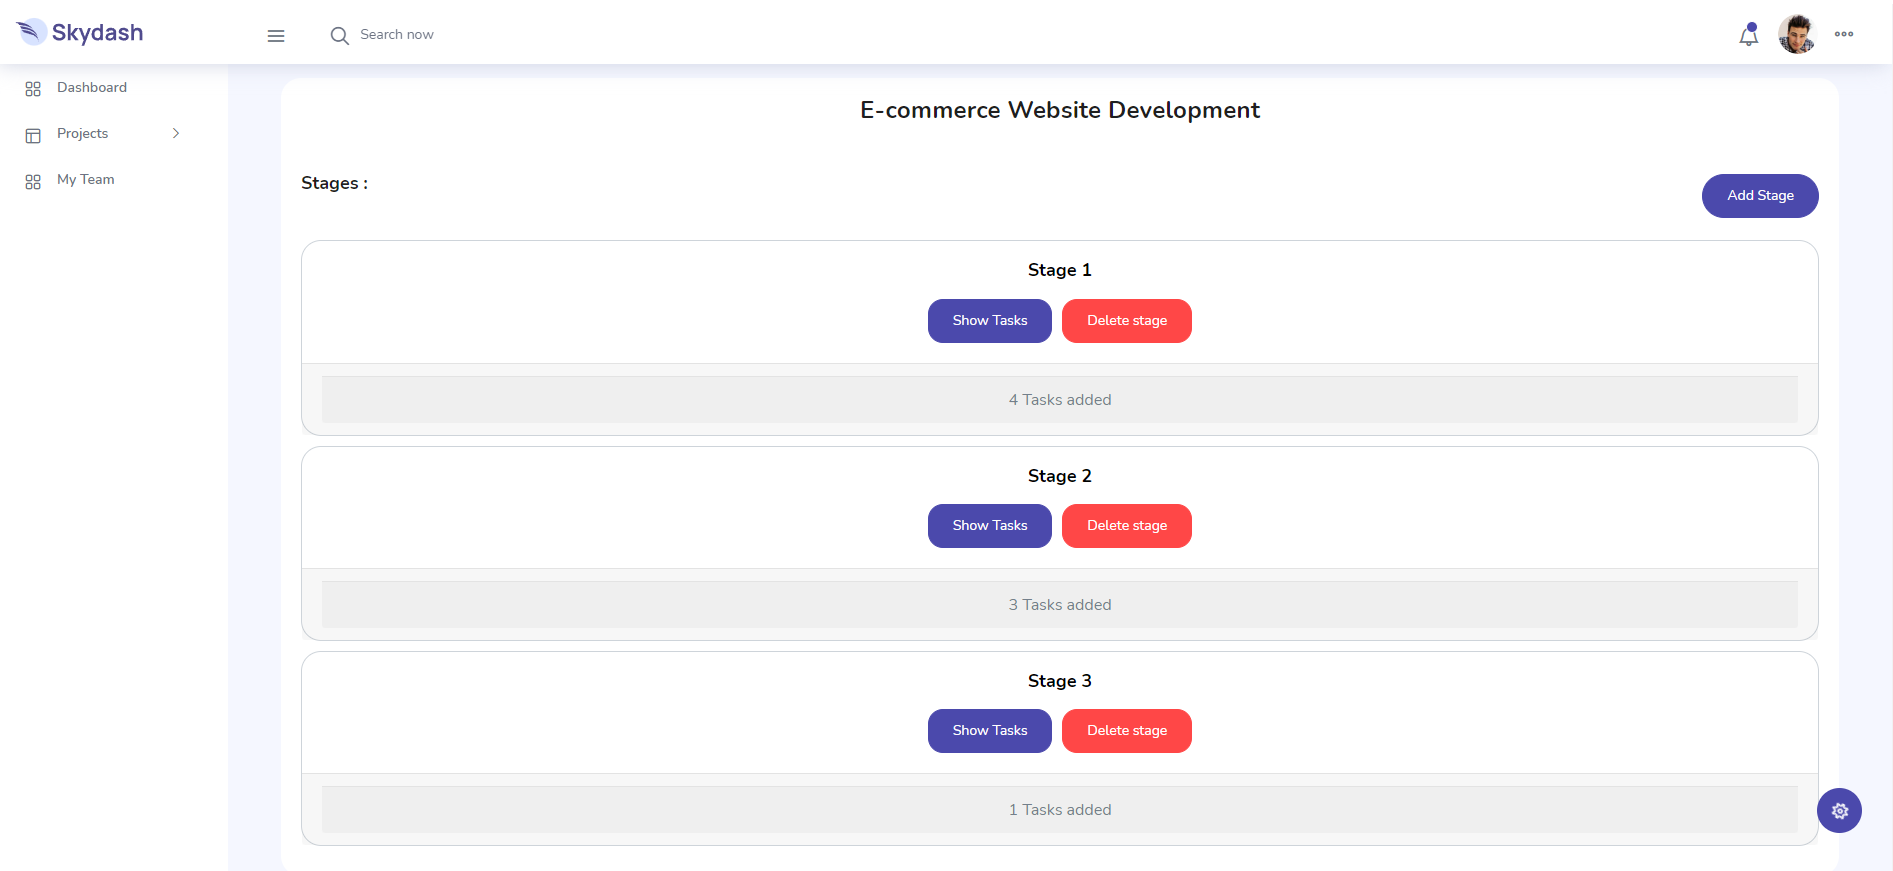 Skydash
Search now
Dashboard
Projects
My Team
E-commerce Website Development
Stages :
Add Stage
Stage 1
Show Tasks Delete stage
4 Tasks added
Stage 2
Show Tasks Delete stage
3 Tasks added
Stage 3
Show Tasks Delete stage
1 Tasks added